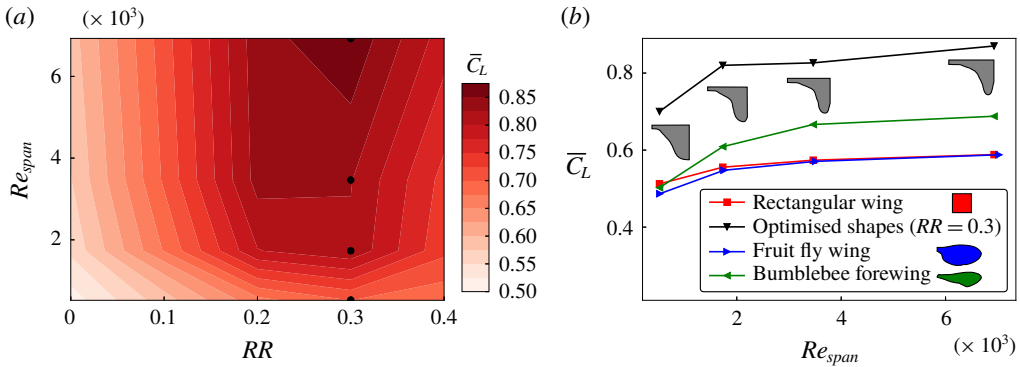 (a)
(× 10³)
6
4
2
Re_span
0
0.1
0.2
0.3
0.4
RR
C̅_L
0.85
0.80
0.75
0.70
0.65
0.60
0.55
0.50
(b)
0.8
0.6
0.4
C̅_L
Rectangular wing
Optimised shapes (RR = 0.3)
Fruit fly wing
Bumblebee forewing
2
4
6
Re_span
(× 10³)